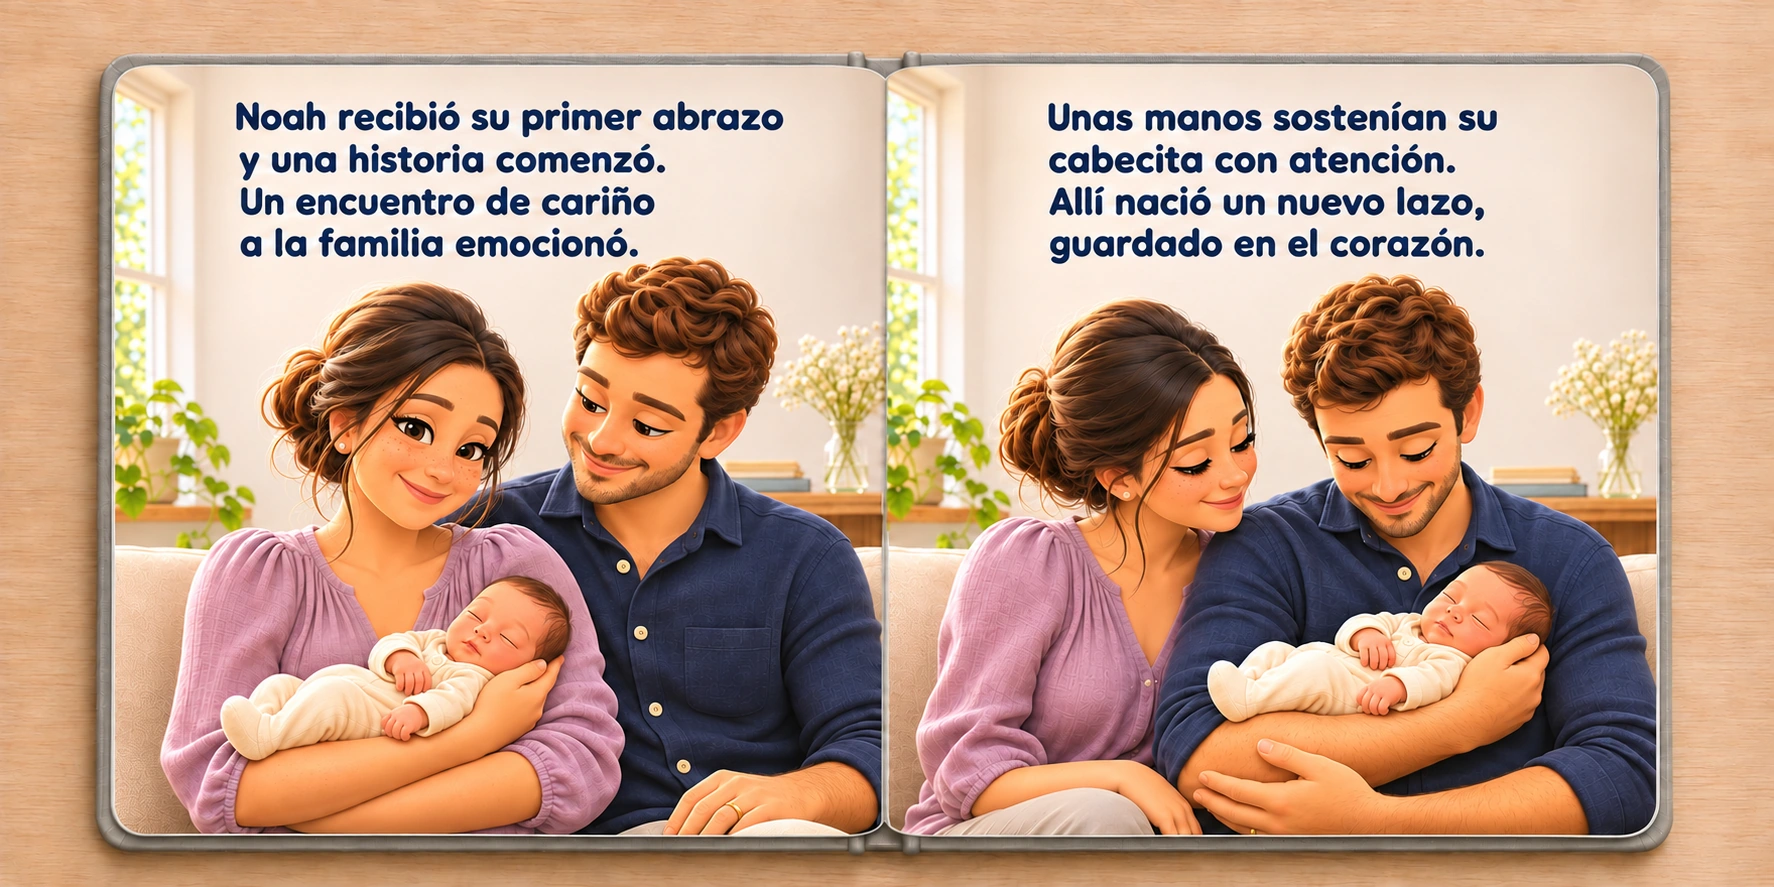 Noah recibió su primer abrazo
y una historia comenzó.
Un encuentro de cariño
a la familia emocionó.
Unas manos sostenían su
cabecita con atención.
Allí nació un nuevo lazo,
guardado en el corazón.